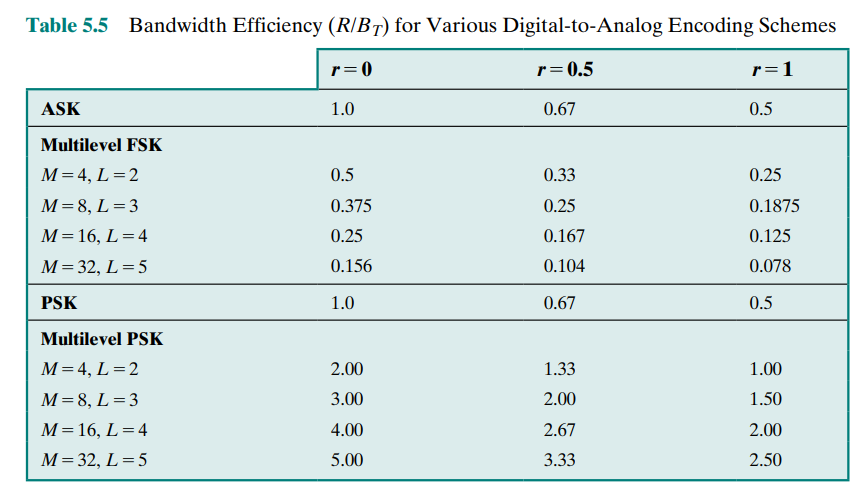 Table 5.5 Bandwidth Efficiency (R/B_T) for Various Digital-to-Analog Encoding Schemes
r = 0 r = 0.5 r = 1
ASK 1.0 0.67 0.5
Multilevel FSK
M = 4, L = 2 0.5 0.33 0.25
M = 8, L = 3 0.375 0.25 0.1875
M = 16, L = 4 0.25 0.167 0.125
M = 32, L = 5 0.156 0.104 0.078
PSK 1.0 0.67 0.5
Multilevel PSK
M = 4, L = 2 2.00 1.33 1.00
M = 8, L = 3 3.00 2.00 1.50
M = 16, L = 4 4.00 2.67 2.00
M = 32, L = 5 5.00 3.33 2.50